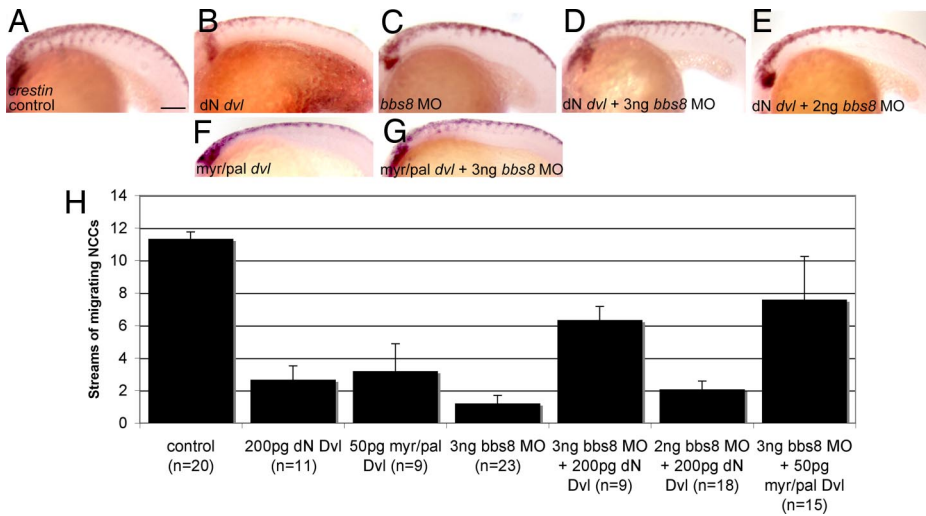 A
B
C
D
E
crestin
control
dN dvl
bbs8 MO
dN dvl + 3ng bbs8 MO
dN dvl + 2ng bbs8 MO
F
G
myr/pal dvl
myr/pal dvl + 3ng bbs8 MO
H
Streams of migrating NCCs
14
12
10
8
6
4
2
0
control
(n=20)
200pg dN Dvl
(n=11)
50pg myr/pal
Dvl (n=9)
3ng bbs8 MO
(n=23)
3ng bbs8 MO
+ 200pg dN
Dvl (n=9)
2ng bbs8 MO
+ 200pg dN
Dvl (n=18)
3ng bbs8 MO
+ 50pg
myr/pal Dvl
(n=15)